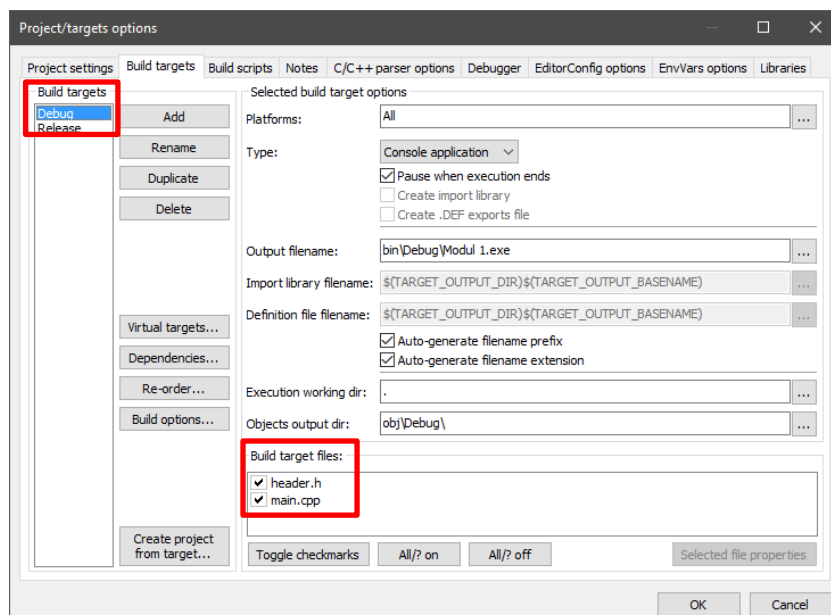 Project/targets options
Project settings Build targets Build scripts Notes C/C++ parser options Debugger EditorConfig options EnvVars options Libraries
Build targets
Debug
Release
Add
Rename
Duplicate
Delete
Virtual targets...
Dependencies...
Re-order...
Build options...
Create project
from target...
Selected build target options
Platforms: All ...
Type: Console application
Pause when execution ends
Create import library
Create .DEF exports file
Output filename: bin\Debug\Modul 1.exe ...
Import library filename: $(TARGET_OUTPUT_DIR)$(TARGET_OUTPUT_BASENAME) ...
Definition file filename: $(TARGET_OUTPUT_DIR)$(TARGET_OUTPUT_BASENAME) ...
Auto-generate filename prefix
Auto-generate filename extension
Execution working dir: . ...
Objects output dir: obj\Debug\ ...
Build target files:
header.h
main.cpp
Toggle checkmarks All/? on All/? off Selected file properties
OK Cancel